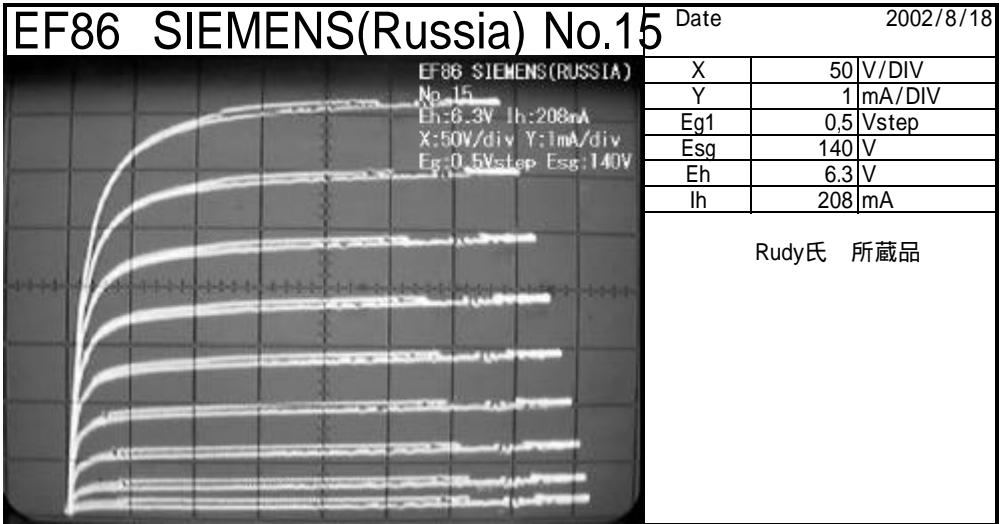 EF86 SIEMENS(Russia) No.15
Date 2002/8/18
EF86 SIEMENS(RUSSIA)
No.15
Eh:6.3V Ih:208mA
X:50V/div Y:1mA/div
Eg:0.5Vstep Esg:140V
X 50 V/DIV
Y 1 mA/DIV
Eg1 0,5 Vstep
Esg 140 V
Eh 6.3 V
Ih 208 mA
Rudy氏 所蔵品